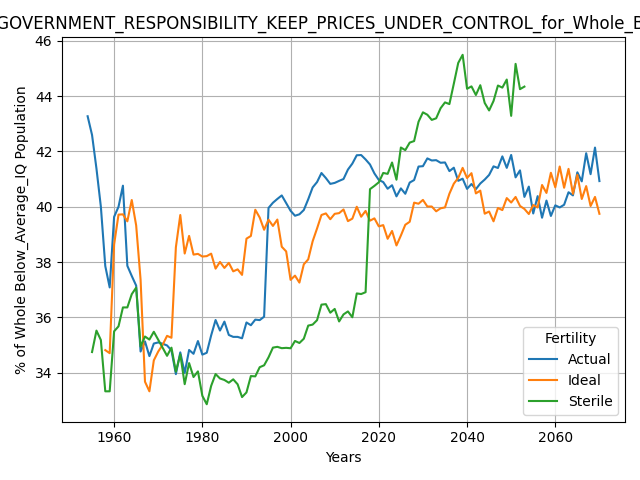 GOVERNMENT_RESPONSIBILITY_KEEP_PRICES_UNDER_CONTROL_for_Whole_B
46
44
42
40
38
36
34
% of Whole Below_Average_IQ Population
Fertility
Actual
Ideal
Sterile
1960
1980
2000
2020
2040
2060
Years